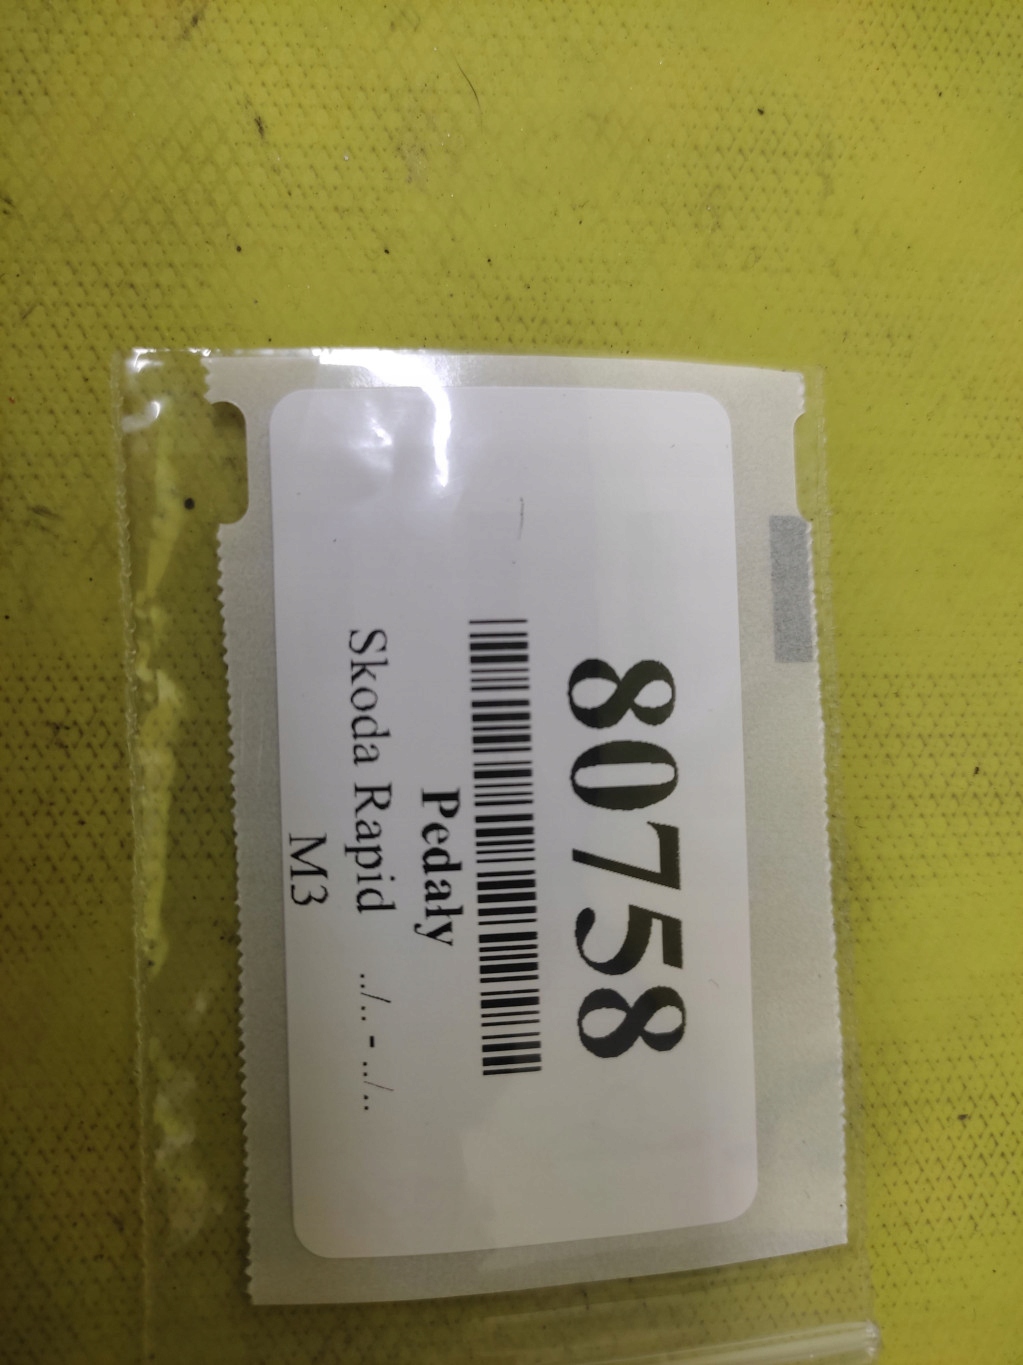 80758
Pedały
Skoda Rapid ../.. - ../..
M3